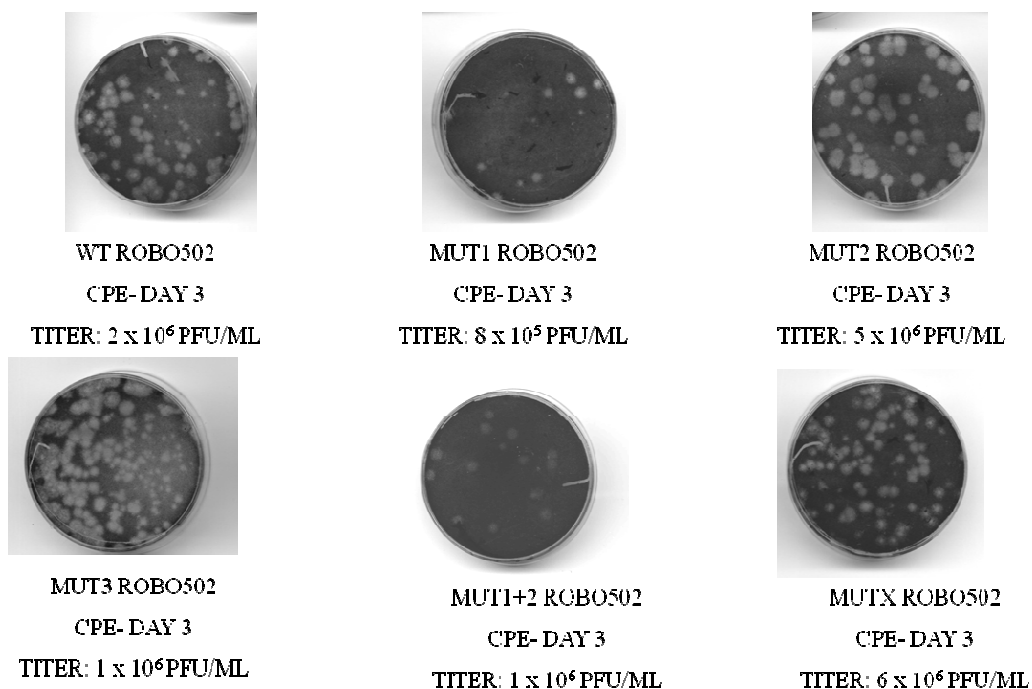 WT ROBO502
CPE- DAY 3
TITER: 2 x 10⁶ PFU/ML
MUT1 ROBO502
CPE- DAY 3
TITER: 8 x 10⁵ PFU/ML
MUT2 ROBO502
CPE- DAY 3
TITER: 5 x 10⁶ PFU/ML
MUT3 ROBO502
CPE- DAY 3
TITER: 1 x 10⁶ PFU/ML
MUT1+2 ROBO502
CPE- DAY 3
TITER: 1 x 10⁶ PFU/ML
MUTX ROBO502
CPE- DAY 3
TITER: 6 x 10⁶ PFU/ML